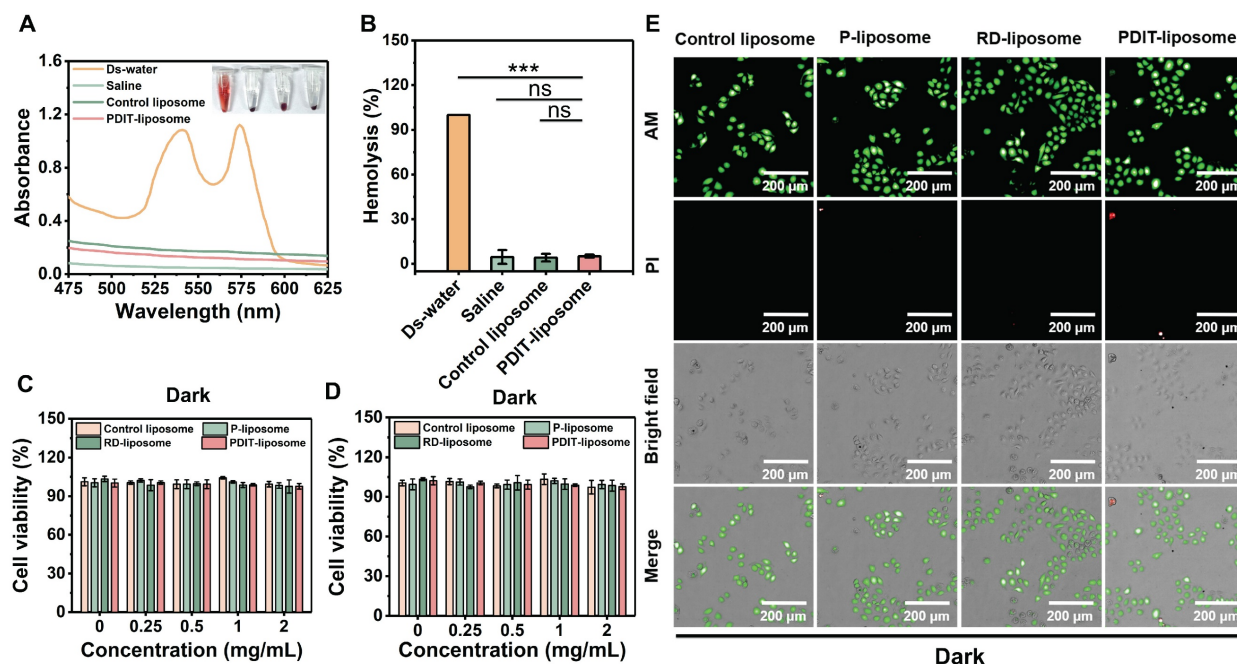 A
Absorbance
1.6
1.2
0.8
0.4
0.0
Ds-water
Saline
Control liposome
PDIT-liposome
475 500 525 550 575 600 625
Wavelength (nm)
B
Hemolysis (%)
150
120
90
60
30
0
***
ns
ns
Ds-water
Saline
Control liposome
PDIT-liposome
C
Dark
Cell viability (%)
150
120
90
60
30
0
Control liposome P-liposome
RD-liposome PDIT-liposome
0 0.25 0.5 1 2
Concentration (mg/mL)
D
Dark
Cell viability (%)
150
120
90
60
30
0
Control liposome P-liposome
RD-liposome PDIT-liposome
0 0.25 0.5 1 2
Concentration (mg/mL)
E
Control liposome P-liposome RD-liposome PDIT-liposome
AM
200 μm 200 μm 200 μm 200 μm
PI
200 μm 200 μm 200 μm 200 μm
Bright field
200 μm 200 μm 200 μm 200 μm
Merge
200 μm 200 μm 200 μm 200 μm
Dark